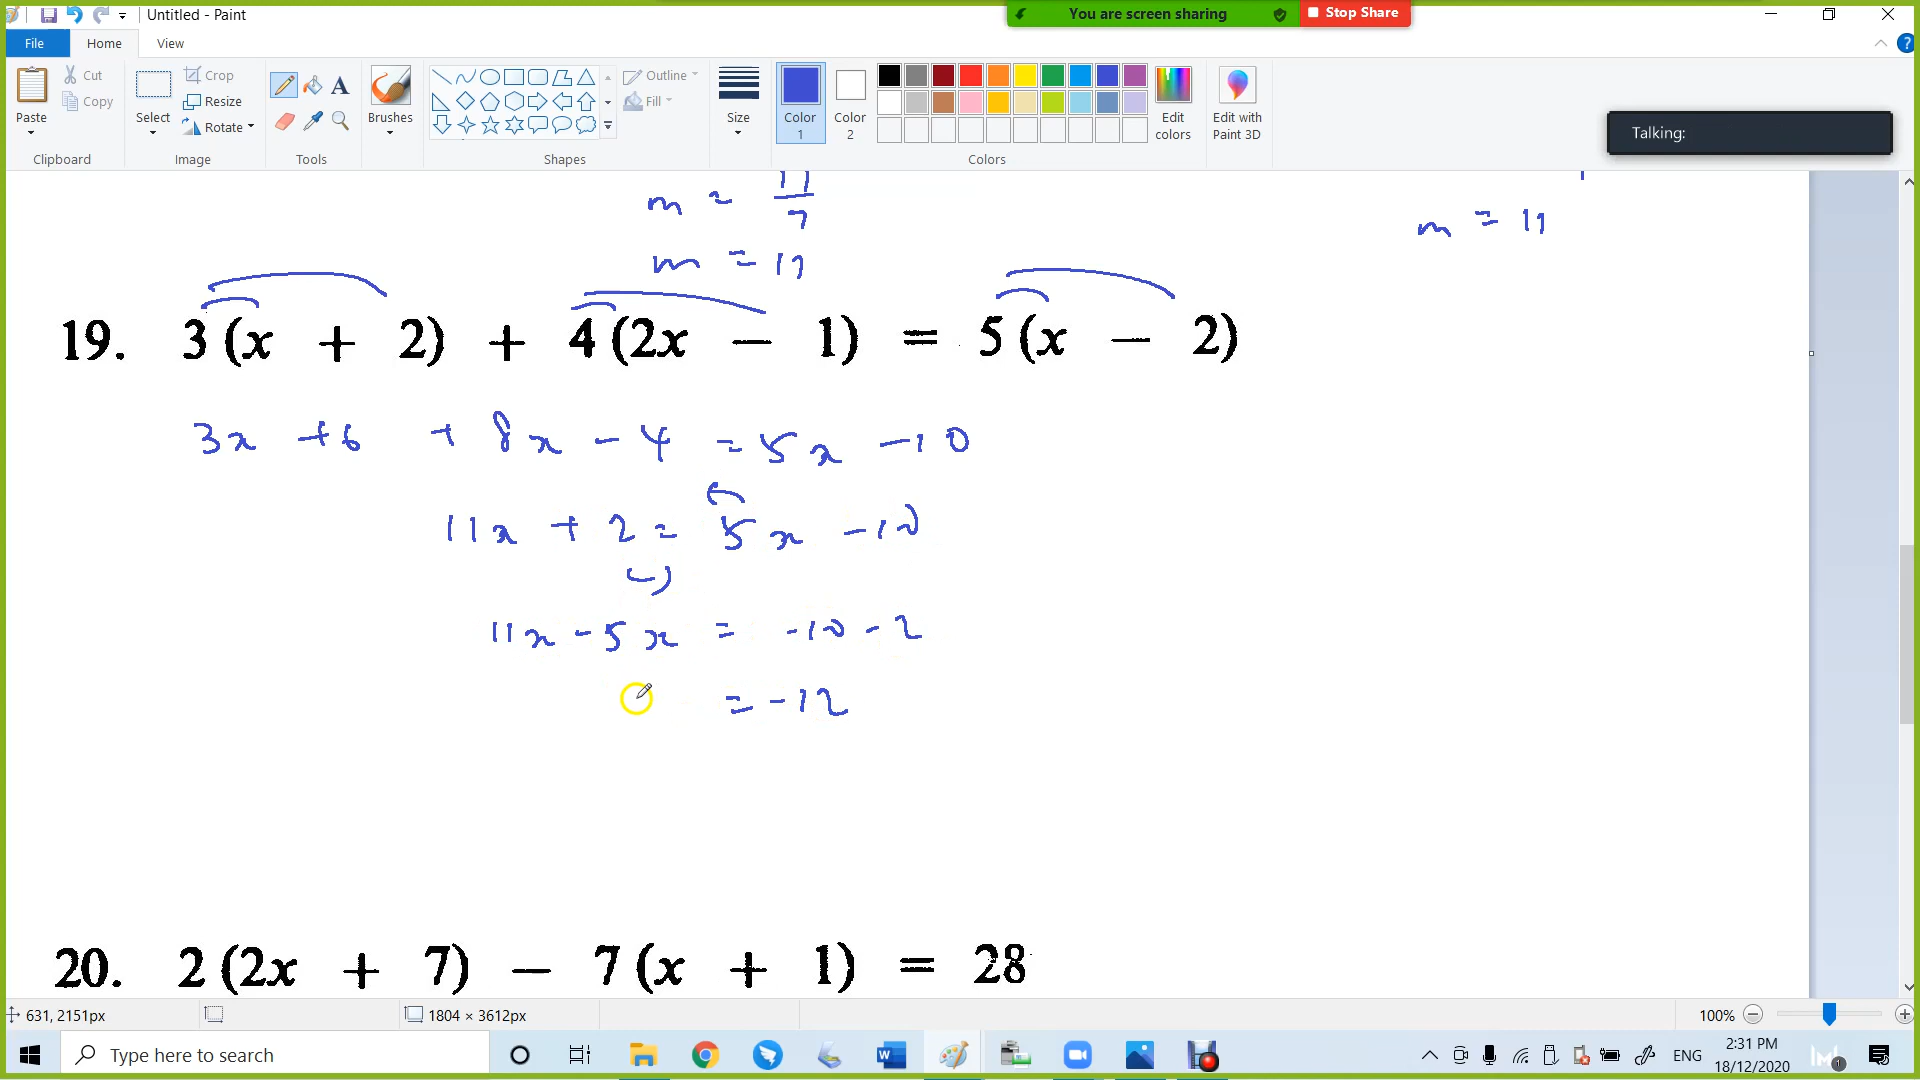 Untitled - Paint
You are screen sharing
Stop Share
File Home View
Paste
Cut
Copy
Clipboard
Select
Crop
Resize
Rotate
Image
Tools
Brushes
Shapes
Outline
Fill
Size
Color 1
Color 2
Colors
Edit colors
Edit with Paint 3D
Talking:
m = 11
7
m = 11
m = 11
19. 3 (x + 2) + 4 (2x − 1) = 5 (x − 2)
3x +6 + 8x - 4 = 5x -10
11x + 2 = 5x -10
11x - 5x = -10 - 2
= -12
20. 2 (2x + 7) − 7 (x + 1) = 28
631, 2151px
1804 × 3612px
100%
Type here to search
ENG
2:31 PM
18/12/2020